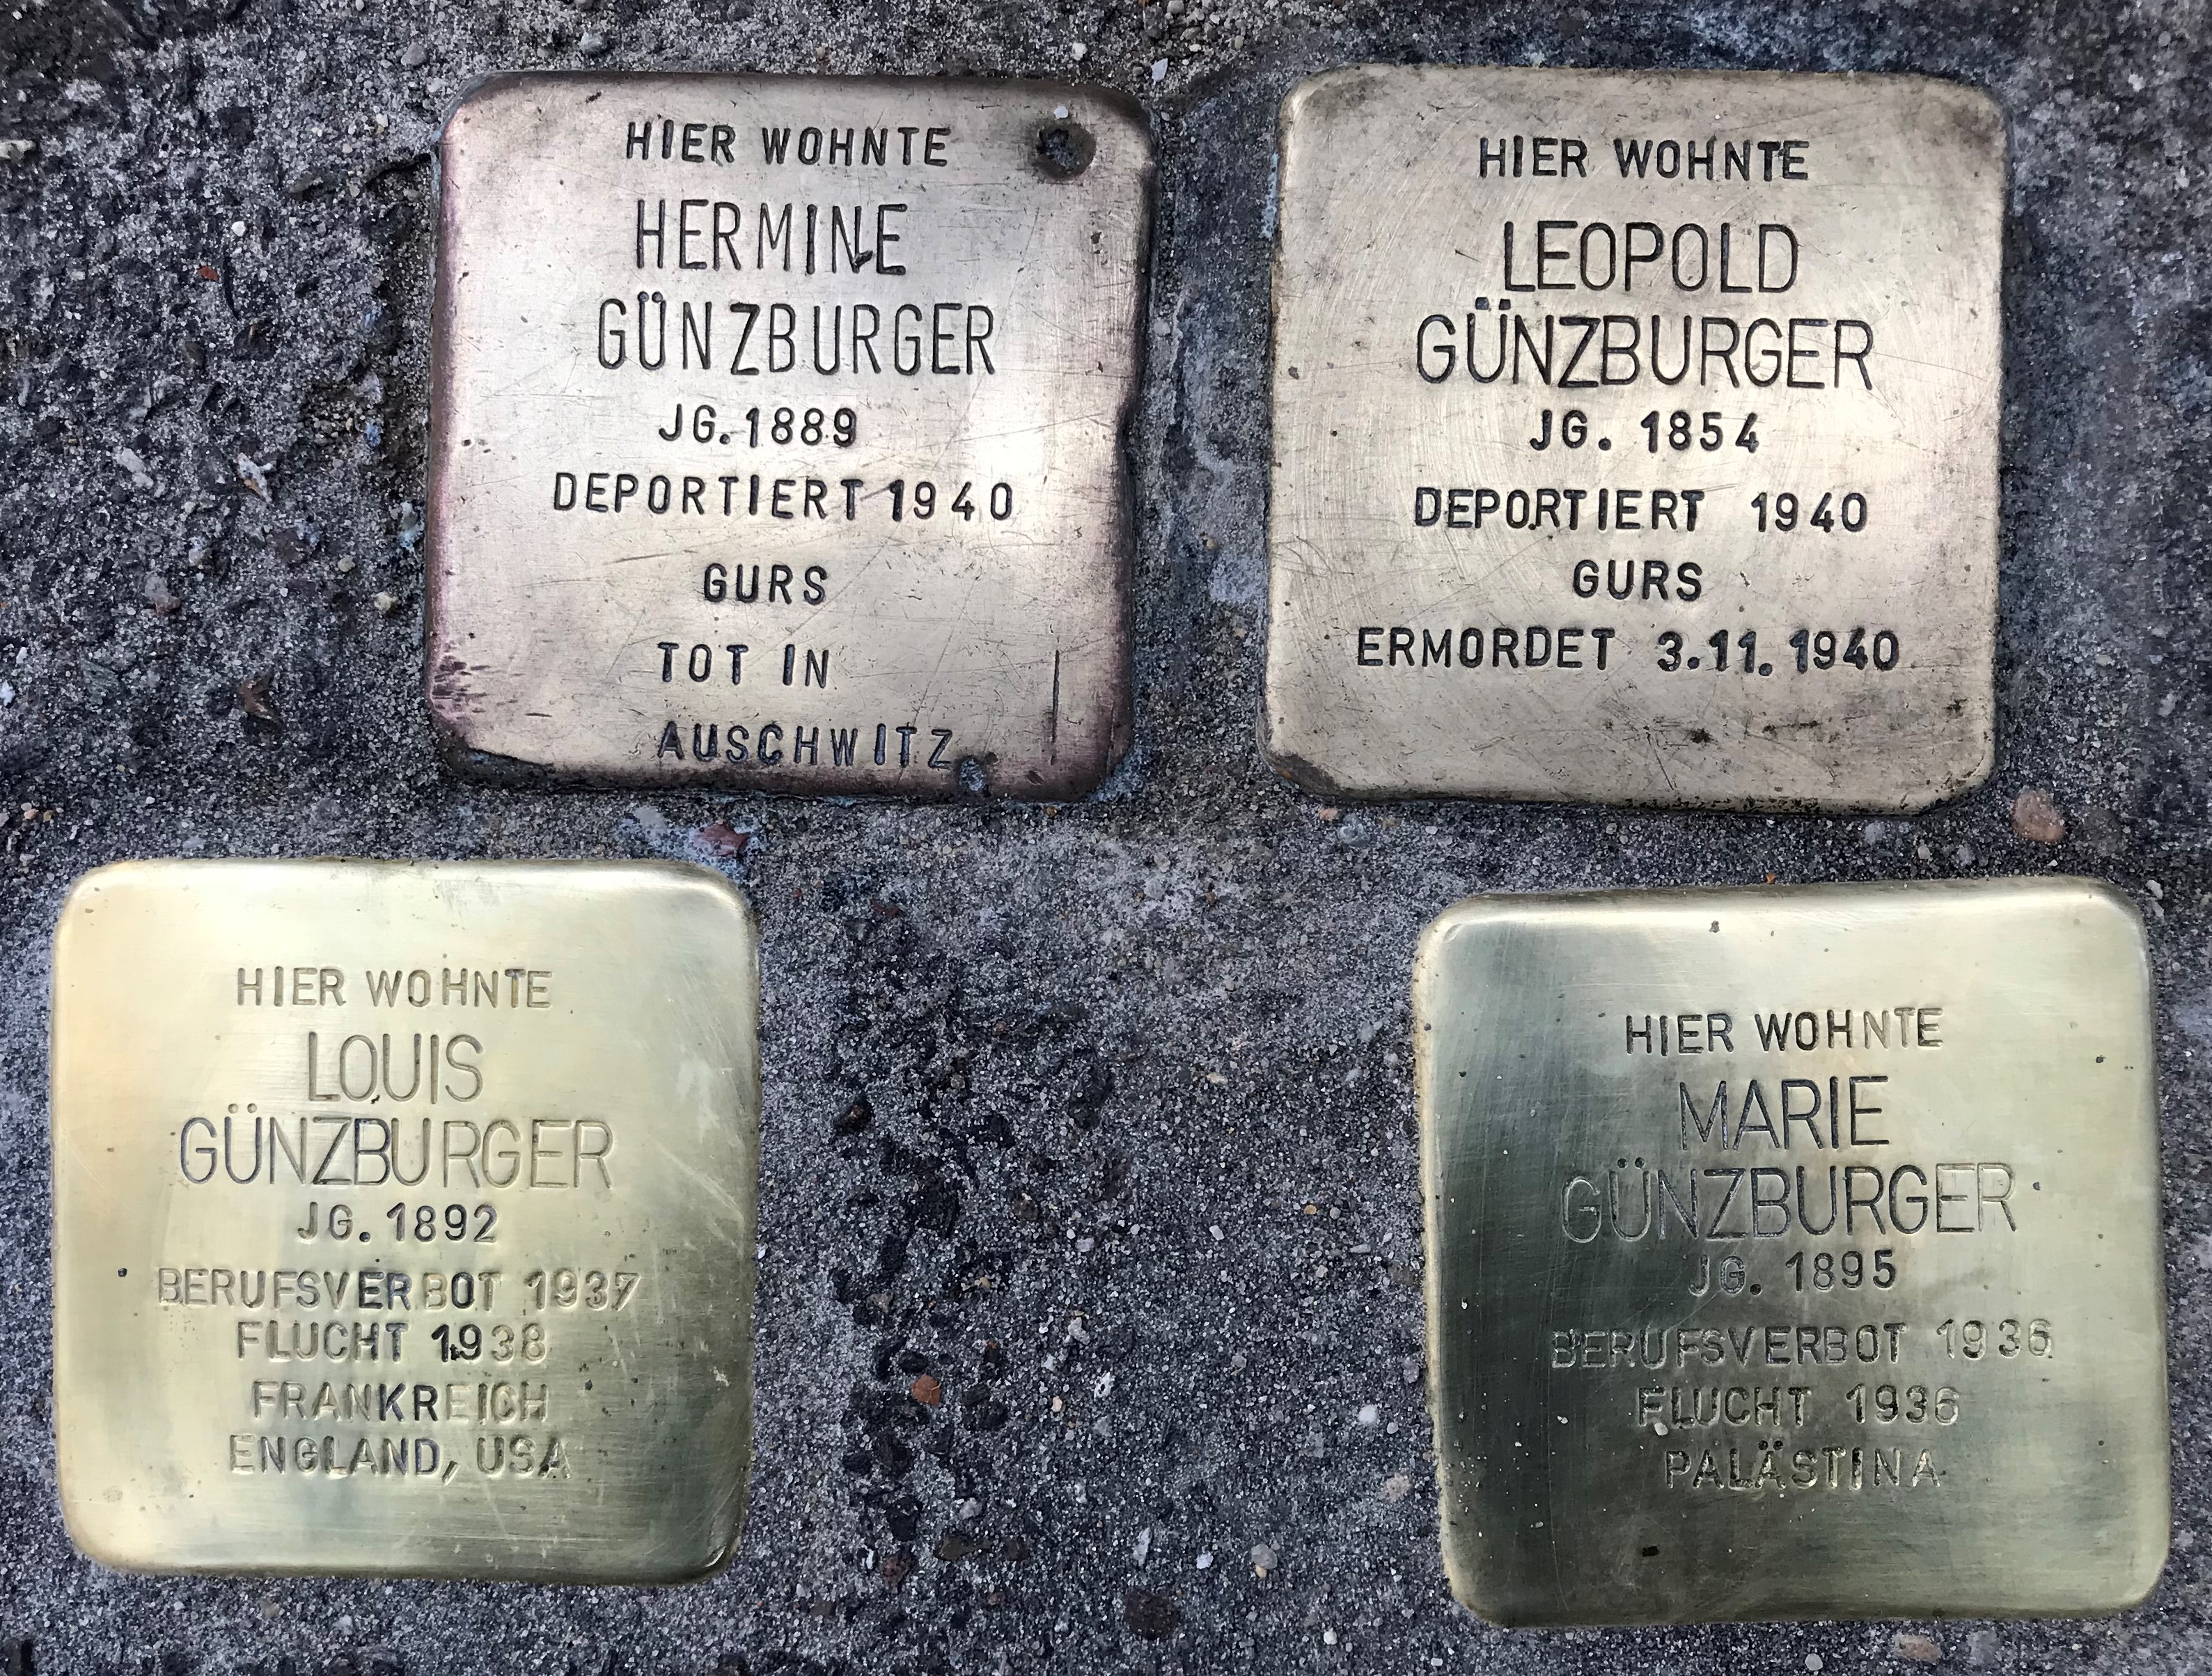 HIER WOHNTE
HERMINE
GÜNZBURGER
JG. 1889
DEPORTIERT 1940
GURS
TOT IN
AUSCHWITZ
HIER WOHNTE
LEOPOLD
GÜNZBURGER
JG. 1854
DEPORTIERT 1940
GURS
ERMORDET 3.11.1940
HIER WOHNTE
LOUIS
GÜNZBURGER
JG. 1892
BERUFSVERBOT 1937
FLUCHT 1938
FRANKREICH
ENGLAND, USA
HIER WOHNTE
MARIE
GÜNZBURGER
JG. 1895
BERUFSVERBOT 1936
FLUCHT 1936
PALÄSTINA